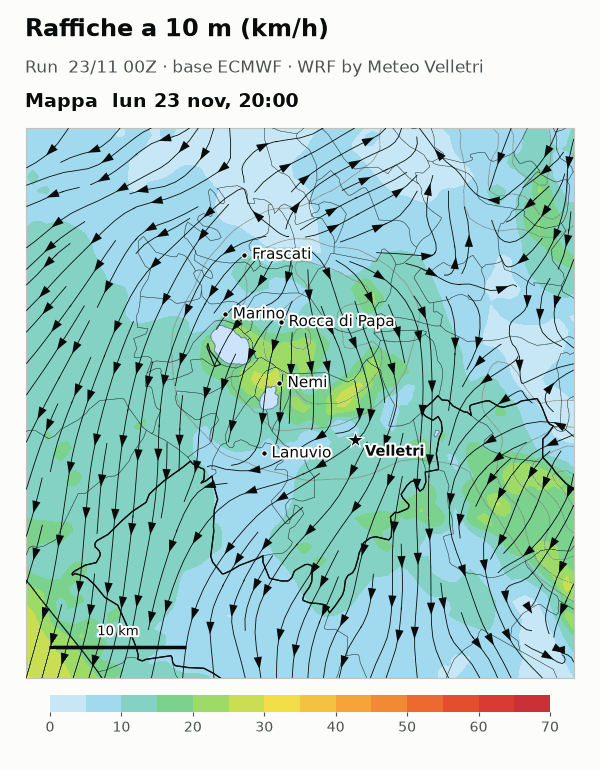 Raffiche a 10 m (km/h)
Run  23/11 00Z · base ECMWF · WRF by Meteo Velletri
Mappa  lun 23 nov, 20:00
Frascati
Marino
Rocca di Papa
Nemi
Velletri
Lanuvio
10 km
0 10 20 30 40 50 60 70